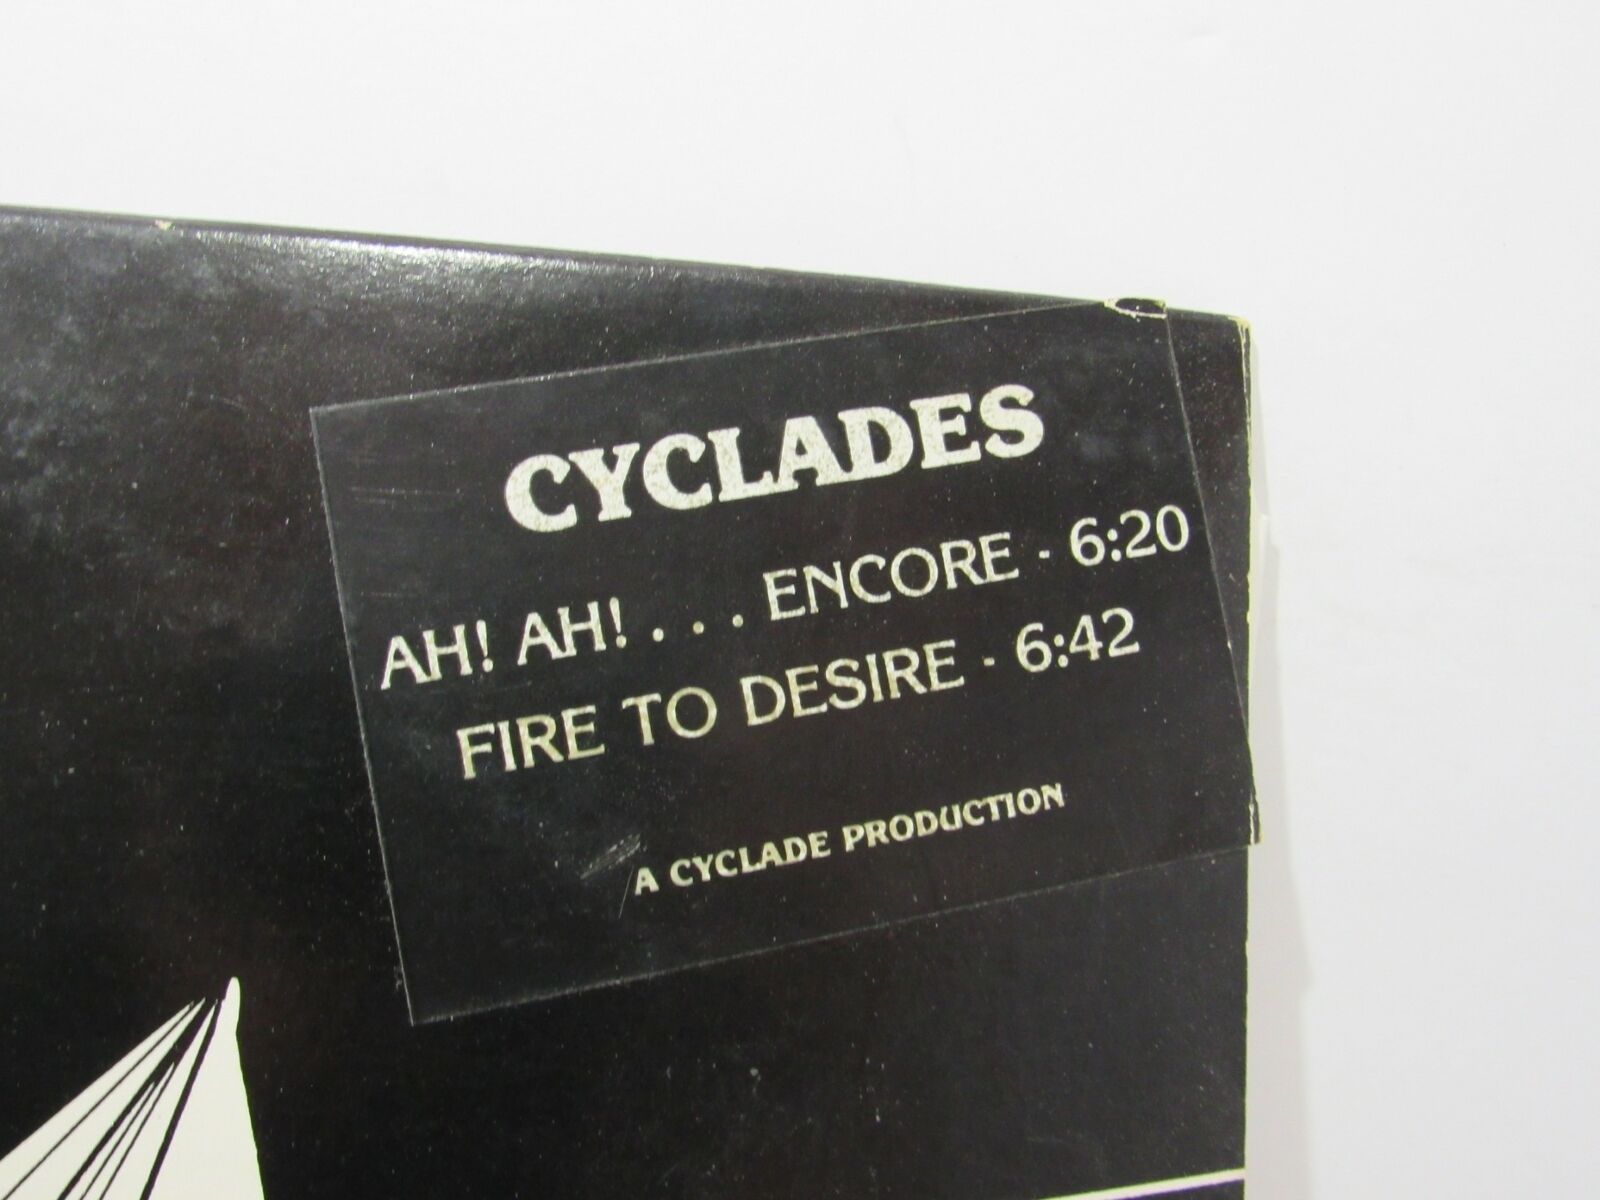 CYCLADES
AH! AH! . . . ENCORE - 6:20
FIRE TO DESIRE - 6:42
A CYCLADE PRODUCTION